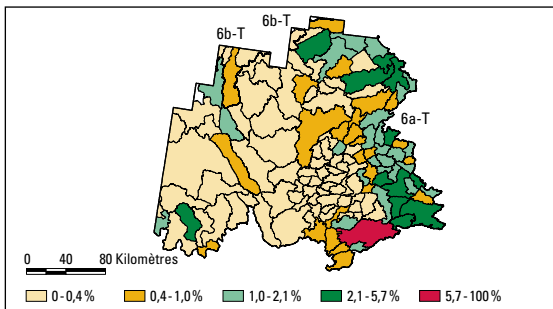 6b-T
6b-T
6a-T
0 40 80 Kilomètres
0 - 0,4 % 0,4 - 1,0 % 1,0 - 2,1 % 2,1 - 5,7 % 5,7 - 100 %